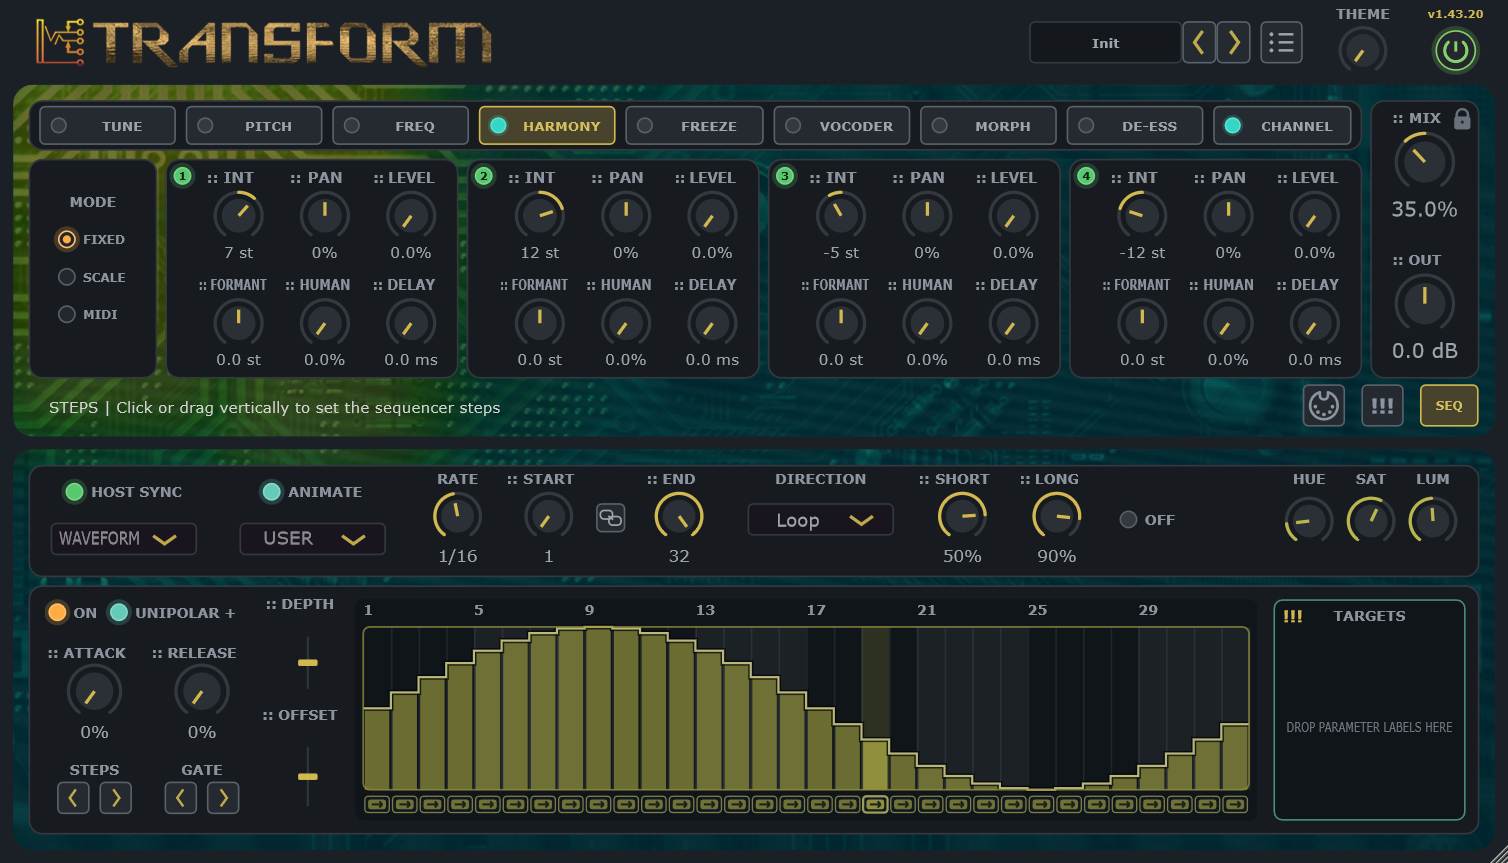 TRANSFORM
Init
THEME
v1.43.20
TUNE
PITCH
FREQ
HARMONY
FREEZE
VOCODER
MORPH
DE-ESS
CHANNEL
:: MIX
35.0%
:: OUT
0.0 dB
MODE
FIXED
SCALE
MIDI
1 :: INT :: PAN :: LEVEL
7 st 0% 0.0%
:: FORMANT :: HUMAN :: DELAY
0.0 st 0.0% 0.0 ms
2 :: INT :: PAN :: LEVEL
12 st 0% 0.0%
:: FORMANT :: HUMAN :: DELAY
0.0 st 0.0% 0.0 ms
3 :: INT :: PAN :: LEVEL
-5 st 0% 0.0%
:: FORMANT :: HUMAN :: DELAY
0.0 st 0.0% 0.0 ms
4 :: INT :: PAN :: LEVEL
-12 st 0% 0.0%
:: FORMANT :: HUMAN :: DELAY
0.0 st 0.0% 0.0 ms
STEPS | Click or drag vertically to set the sequencer steps
!!!
SEQ
HOST SYNC
WAVEFORM
ANIMATE
USER
RATE
1/16
:: START
1
:: END
32
DIRECTION
Loop
:: SHORT
50%
:: LONG
90%
OFF
HUE
SAT
LUM
ON
UNIPOLAR +
:: DEPTH
:: ATTACK
0%
:: RELEASE
0%
:: OFFSET
STEPS
GATE
1 5 9 13 17 21 25 29
!!! TARGETS
DROP PARAMETER LABELS HERE